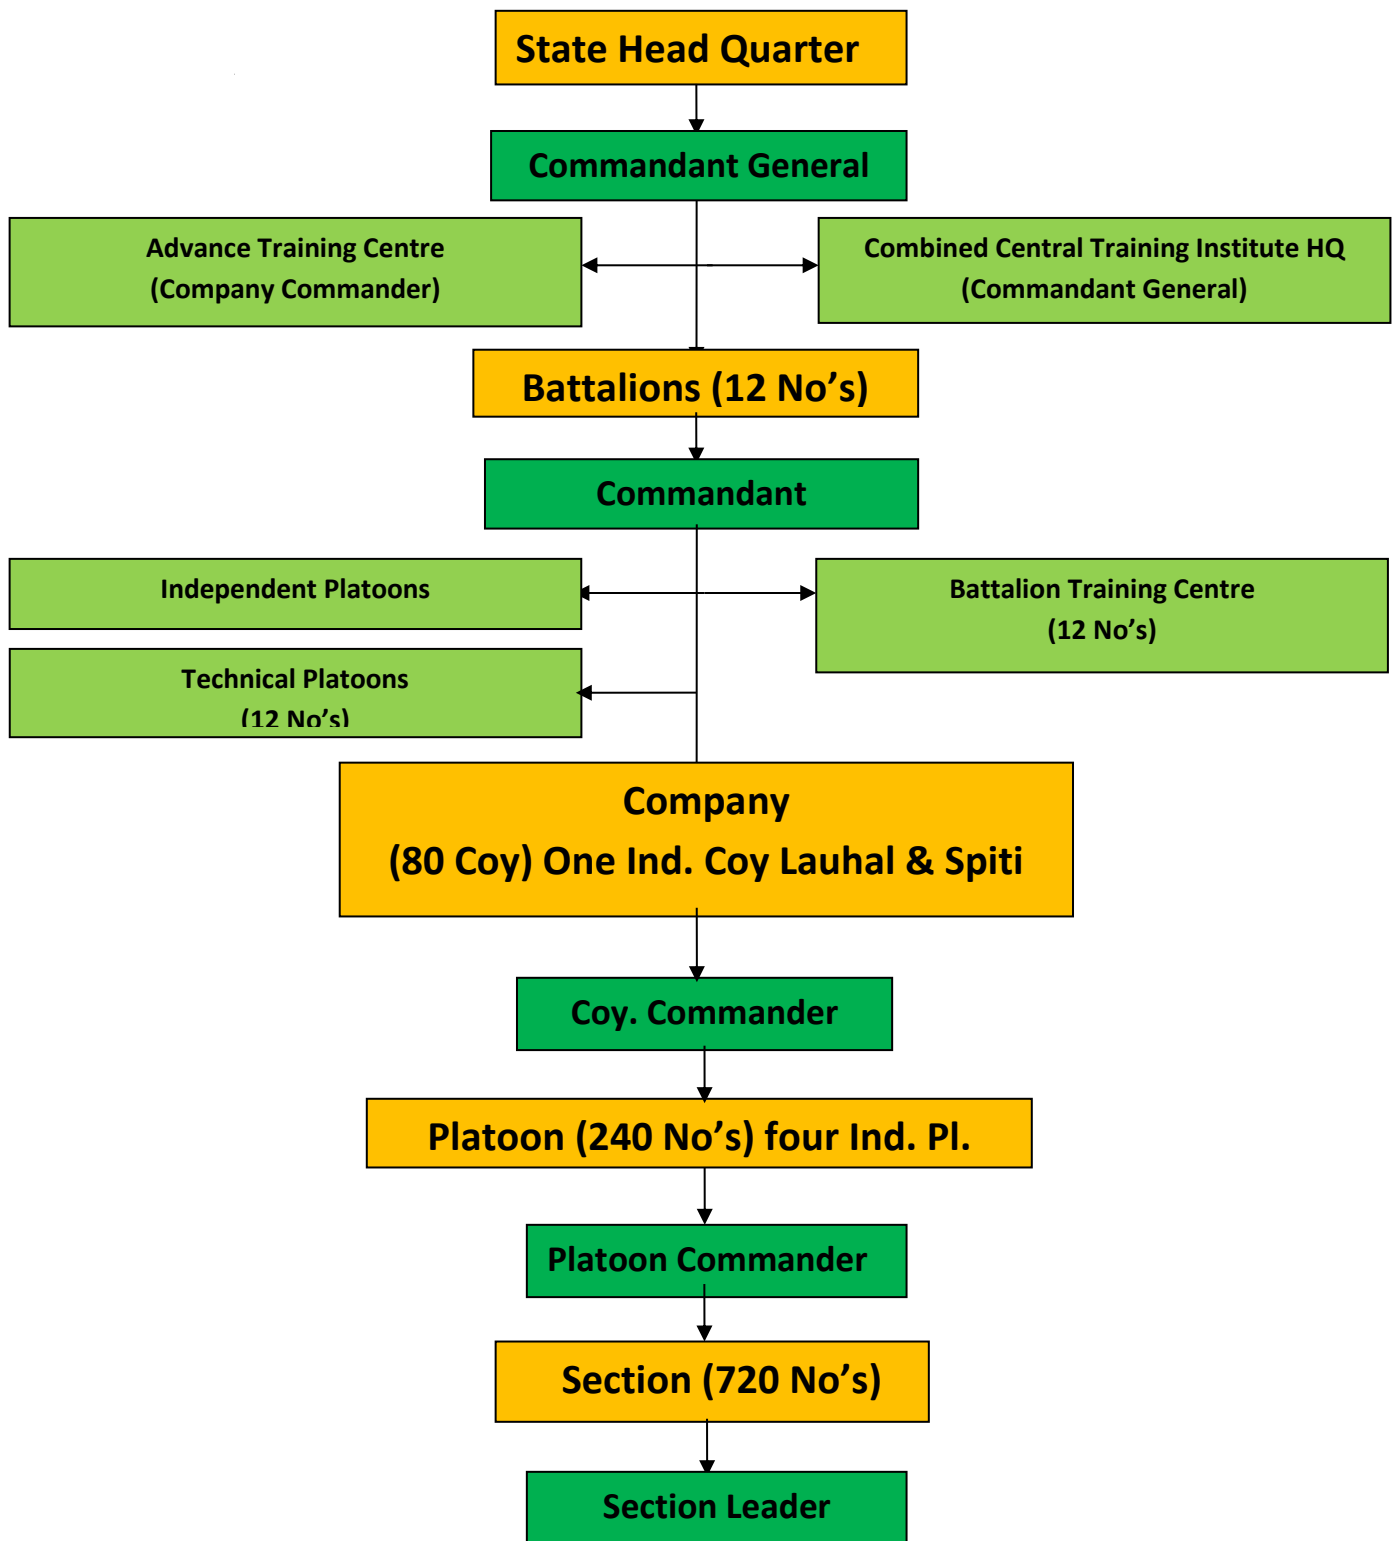 State Head Quarter
Commandant General
Advance Training Centre
(Company Commander)
Combined Central Training Institute HQ
(Commandant General)
Battalions (12 No’s)
Commandant
Independent Platoons
Battalion Training Centre
(12 No’s)
Technical Platoons
(12 No’s)
Company
(80 Coy) One Ind. Coy Lauhal & Spiti
Coy. Commander
Platoon (240 No’s) four Ind. Pl.
Platoon Commander
Section (720 No’s)
Section Leader